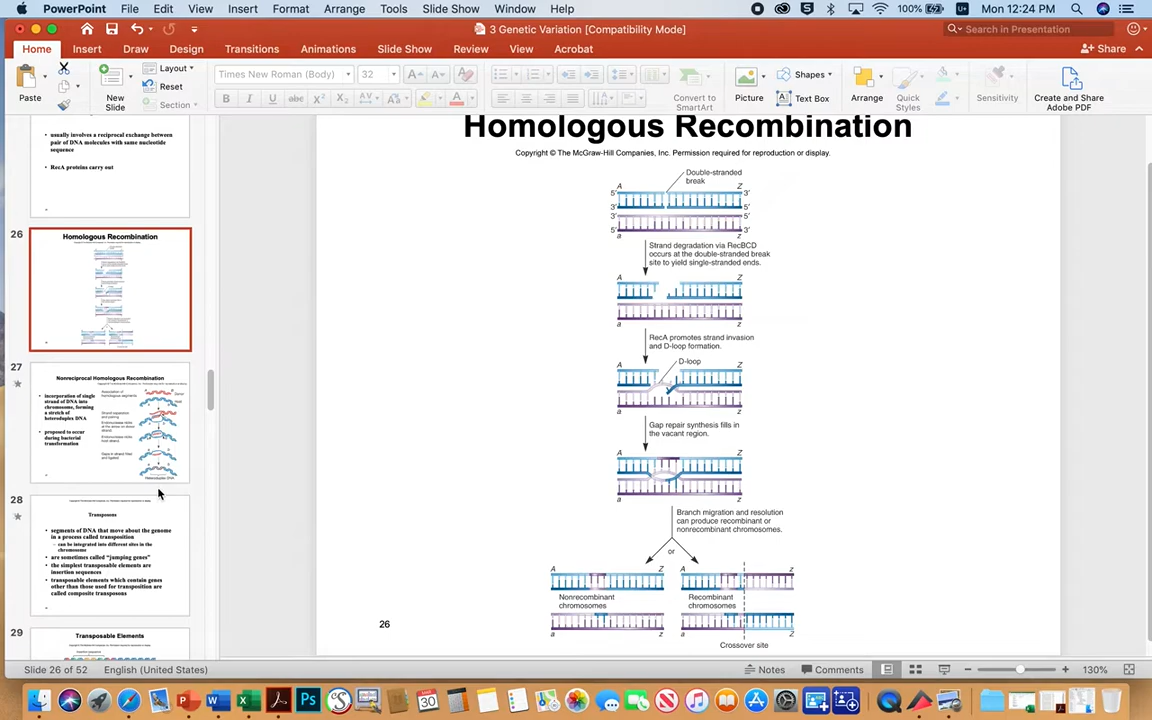 PowerPoint File Edit View Insert Format Arrange Tools Slide Show Window Help 100% Mon 12:24 PM
3 Genetic Variation [Compatibility Mode] Search in Presentation
Home Insert Draw Design Transitions Animations Slide Show Review View Acrobat Share
Paste New Slide Layout Reset Section Times New Roman (Body) 32 Convert to SmartArt Picture Shapes Text Box Arrange Quick Styles Sensitivity Create and Share Adobe PDF
• usually involves a reciprocal exchange between
pair of DNA molecules with same nucleotide
sequence
• RecA proteins carry out
26
Homologous Recombination
27
Nonreciprocal Homologous Recombination
• incorporation of single
strand of DNA into
chromosome, forming
a stretch of
heteroduplex DNA
• proposed to occur
during bacterial
transformation
Heteroduplex DNA
28
Transposons
• segments of DNA that move about the genome
in a process called transposition
– can be integrated into different sites in the
chromosome
• are sometimes called "jumping genes"
• the simplest transposable elements are
insertion sequences
• transposable elements which contain genes
other than those used for transposition are
called composite transposons
29
Transposable Elements
Homologous Recombination
Copyright © The McGraw-Hill Companies, Inc. Permission required for reproduction or display.
Double-stranded
break
A Z
5' 3'
3' 5'
3' 5'
5' 3'
a z
Strand degradation via RecBCD
occurs at the double-stranded break
site to yield single-stranded ends.
A Z
a z
RecA promotes strand invasion
and D-loop formation.
D-loop
A Z
a z
Gap repair synthesis fills in
the vacant region.
A Z
a z
Branch migration and resolution
can produce recombinant or
nonrecombinant chromosomes.
or
A Z A z
Nonrecombinant
chromosomes
Recombinant
chromosomes
a z a Z
Crossover site
26
Slide 26 of 52 English (United States) Notes Comments 130%